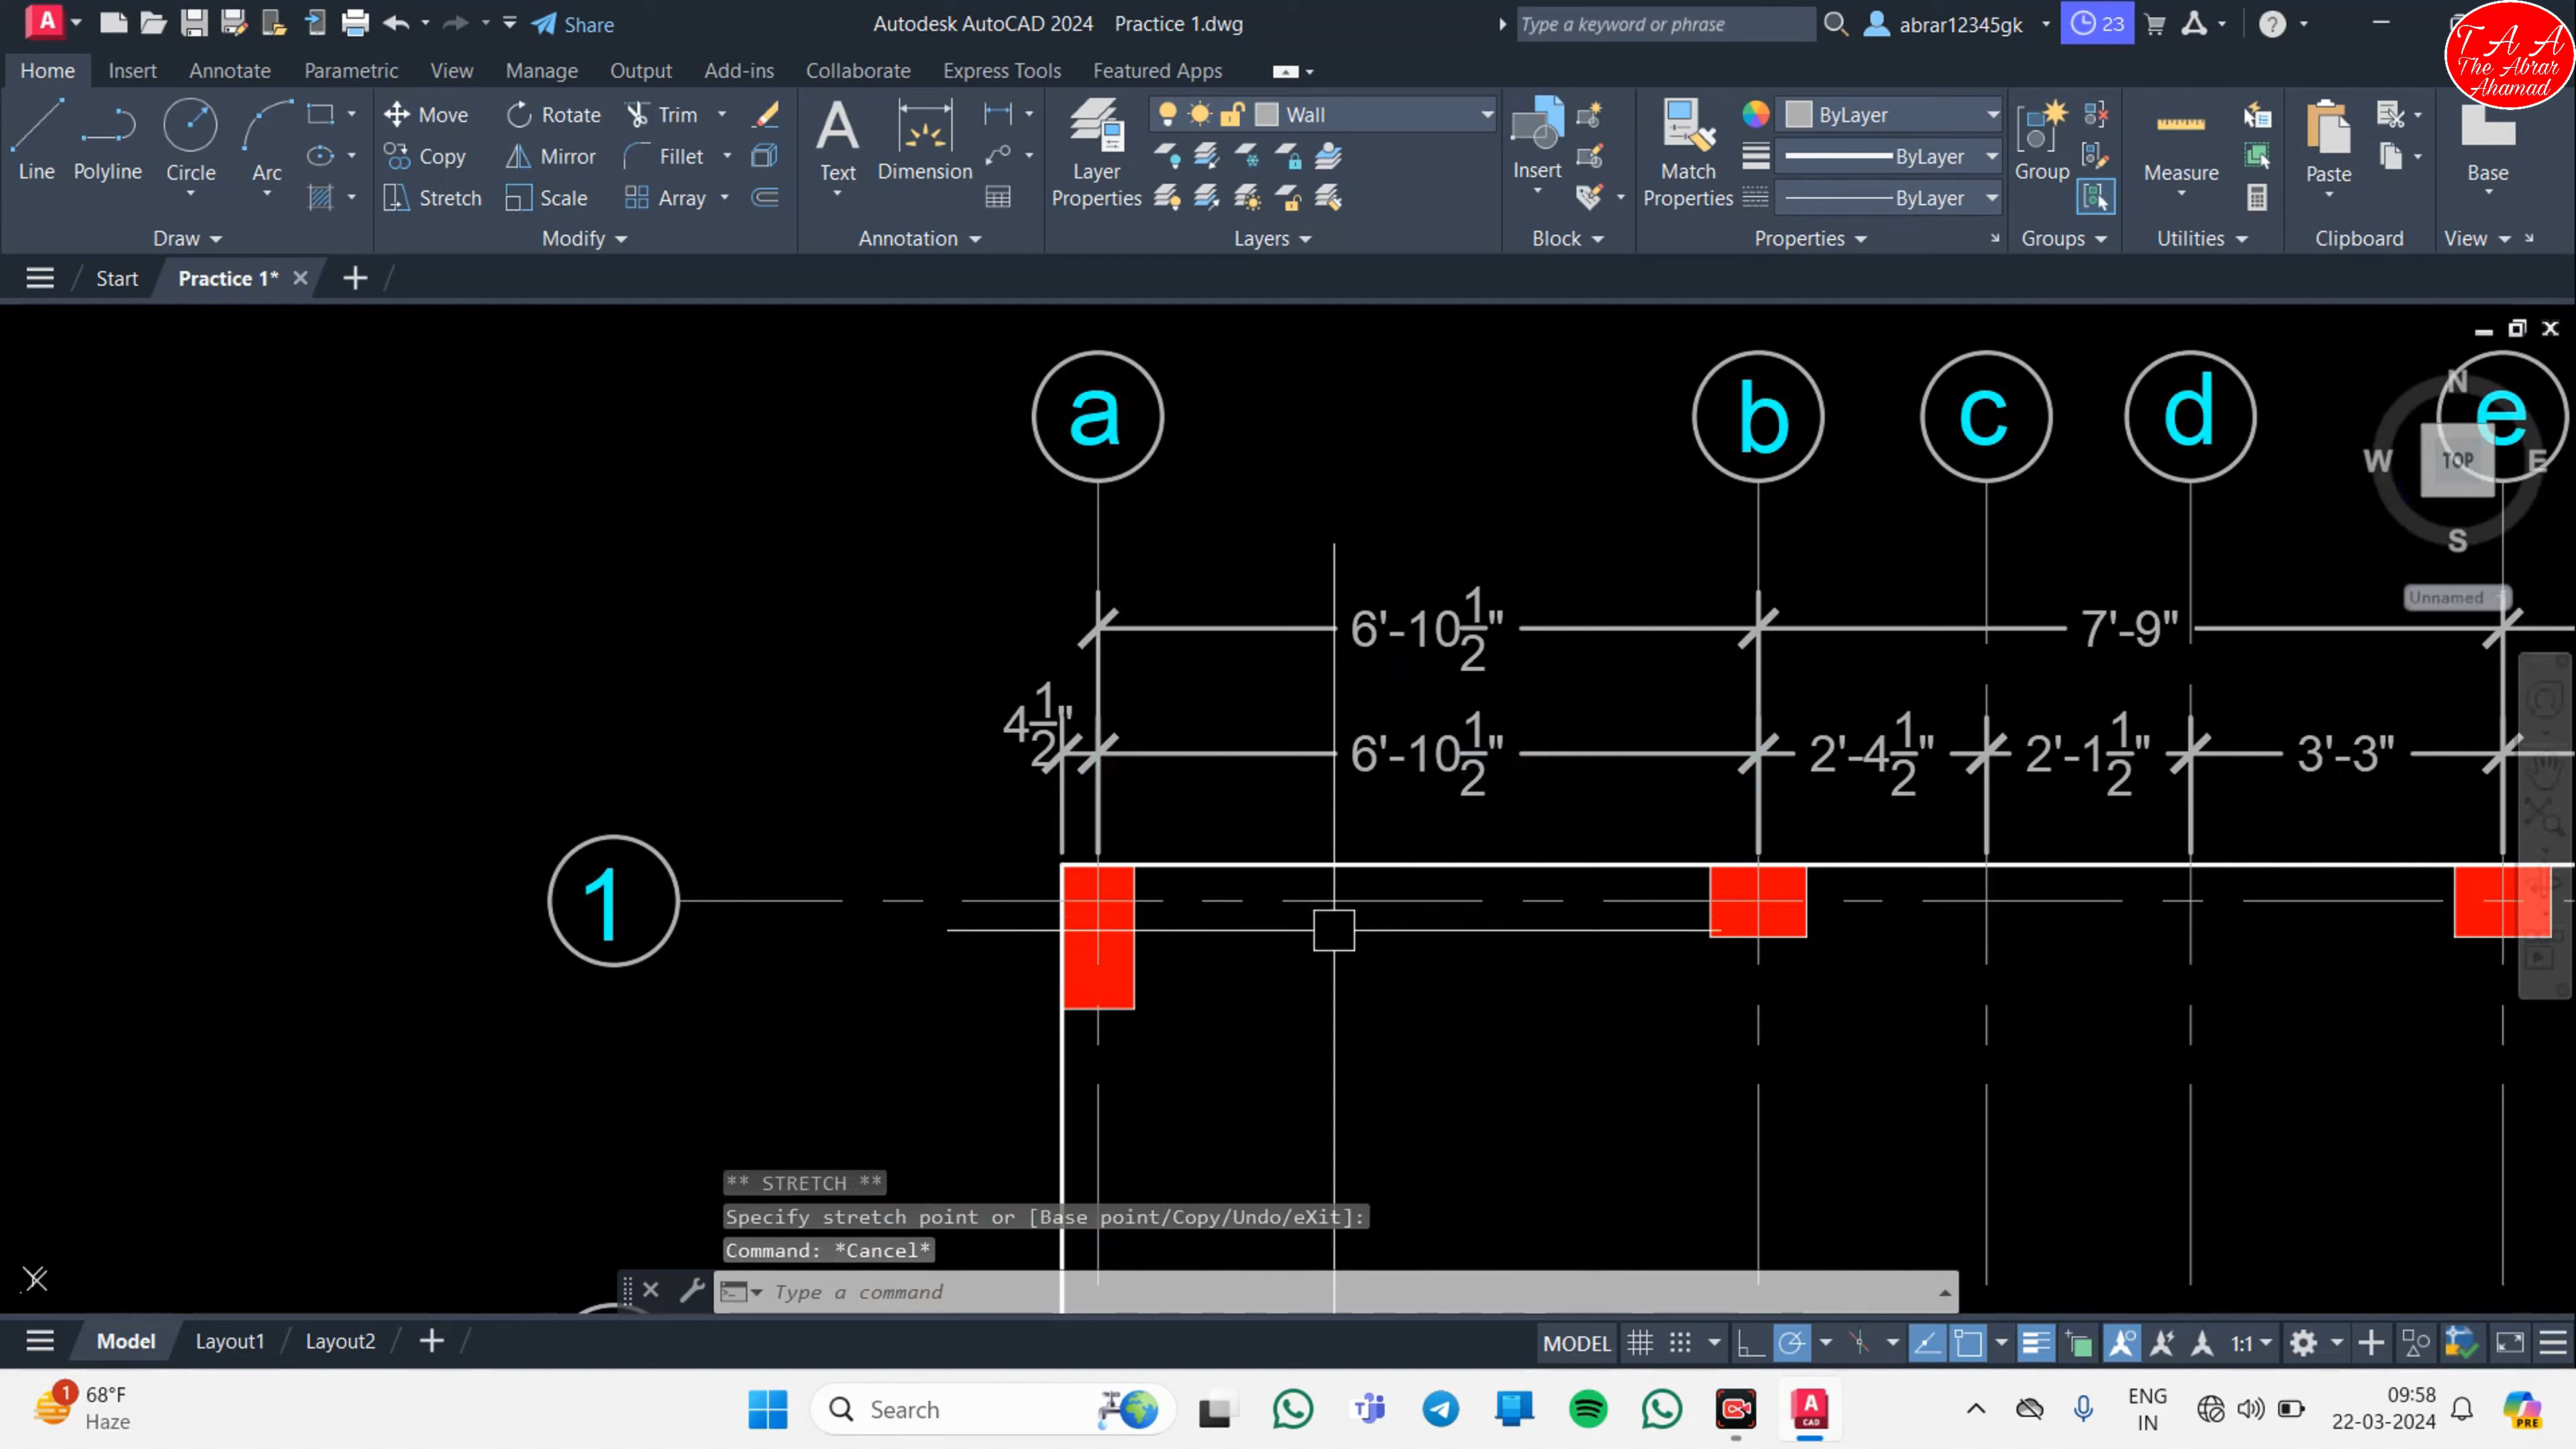 A Share Autodesk AutoCAD 2024 Practice 1.dwg Type a keyword or phrase abrar12345gk 23
T A A
The Abrar
Ahamad
Home Insert Annotate Parametric View Manage Output Add-ins Collaborate Express Tools Featured Apps
Line Polyline Circle Arc
Move Rotate Trim
Copy Mirror Fillet
Stretch Scale Array
A Text Dimension
Layer Properties
Wall
Insert
Match Properties
ByLayer
ByLayer
ByLayer
Group
Measure
Paste
Base
Draw Modify Annotation Layers Block Properties Groups Utilities Clipboard View
Start Practice 1*
a b c d e
N
W TOP E
S
Unnamed
6'-10 1/2" 7'-9"
4 1/2" 6'-10 1/2" 2'-4 1/2" 2'-1 1/2" 3'-3"
1
** STRETCH **
Specify stretch point or [Base point/Copy/Undo/eXit]:
Command: *Cancel*
Type a command
Model Layout1 Layout2 MODEL 1:1
1 68°F
Haze
Search
A CAD
ENG
IN
09:58
22-03-2024
PRE